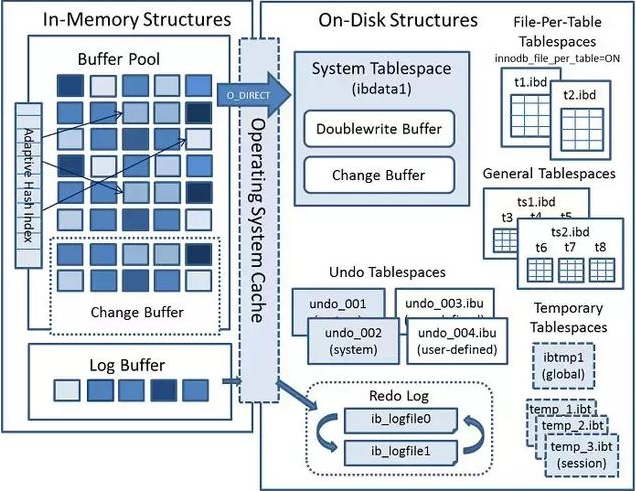 In-Memory Structures
Buffer Pool
Adaptive Hash Index
Change Buffer
Log Buffer
O_DIRECT
Operating System Cache
On-Disk Structures
System Tablespace
(ibdata1)
Doublewrite Buffer
Change Buffer
File-Per-Table
Tablespaces
innodb_file_per_table=ON
t1.ibd
t2.ibd
General Tablespaces
ts1.ibd
t3 t4 t5
ts2.ibd
t6 t7 t8
Undo Tablespaces
undo_001
undo_002
(system)
undo_003.ibu
undo_004.ibu
(user-defined)
Temporary
Tablespaces
ibtmp1
(global)
temp_1.ibt
temp_2.ibt
temp_3.ibt
(session)
Redo Log
ib_logfile0
ib_logfile1